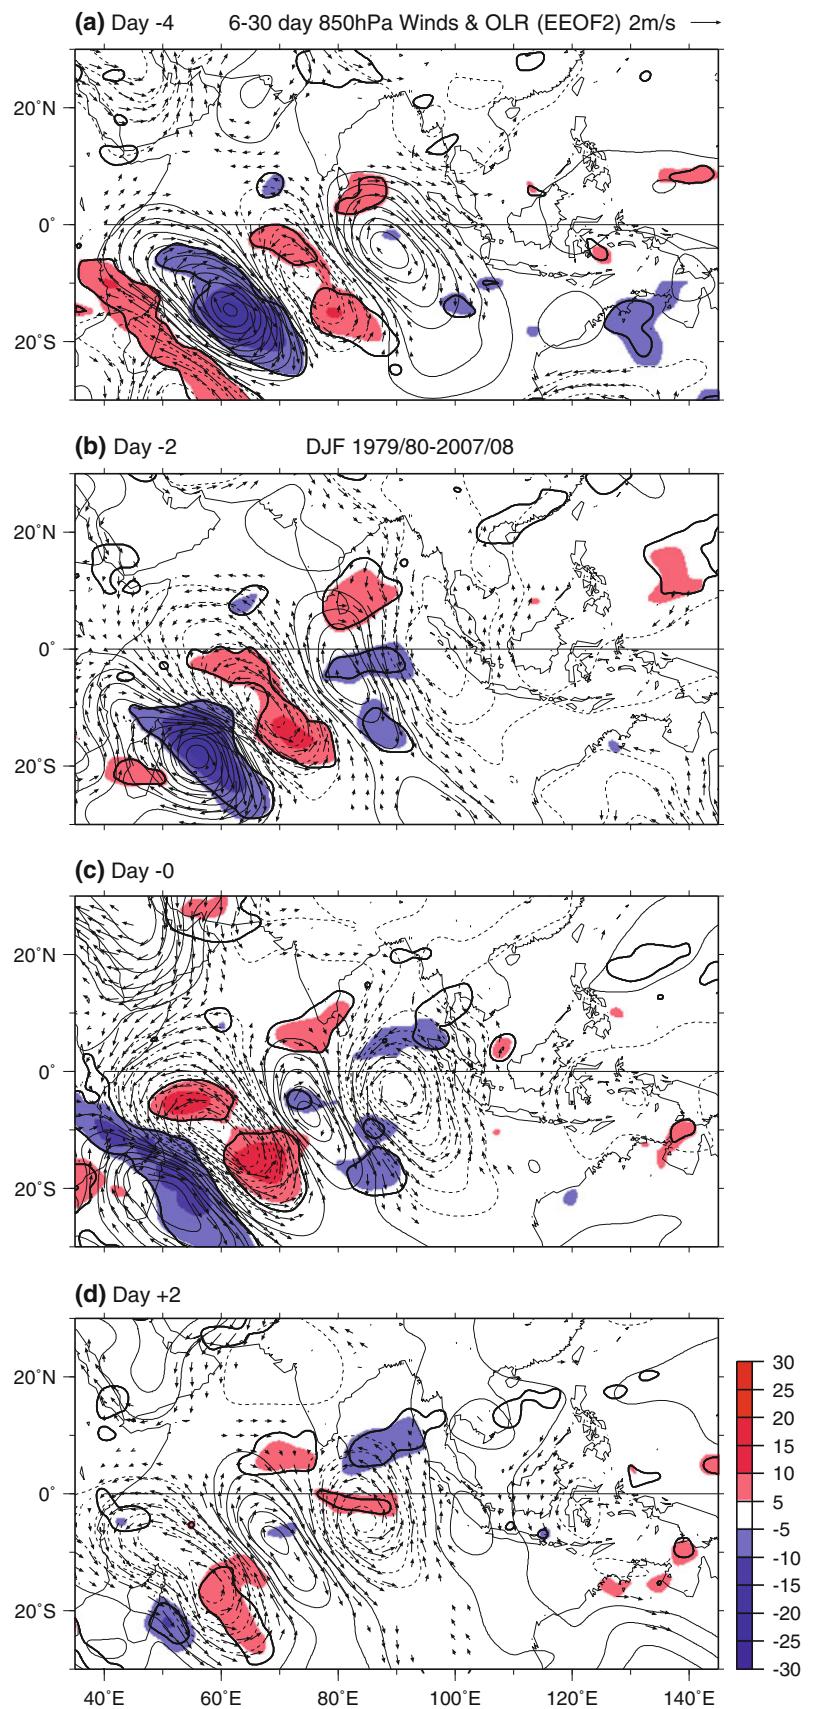 (a) Day -4 6-30 day 850hPa Winds & OLR (EEOF2) 2m/s
20°N
0°
20°S
(b) Day -2 DJF 1979/80-2007/08
20°N
0°
20°S
(c) Day -0
20°N
0°
20°S
(d) Day +2
20°N
0°
20°S
40°E 60°E 80°E 100°E 120°E 140°E
30
25
20
15
10
5
-5
-10
-15
-20
-25
-30